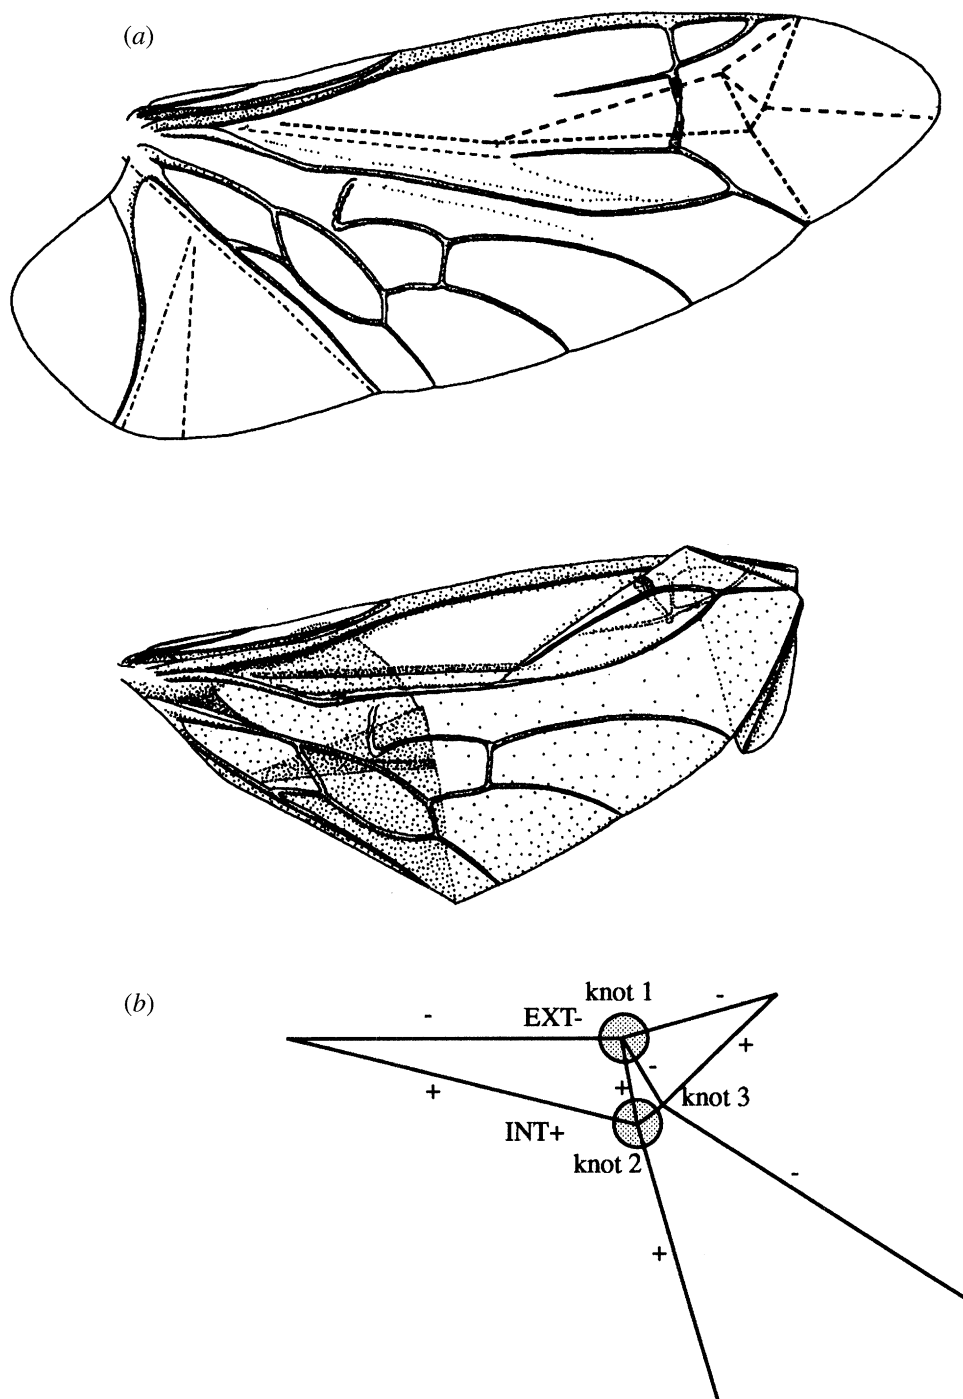 (a)
(b)
knot 1
EXT-
-
-
+
-
+
+
knot 3
INT+
knot 2
-
+